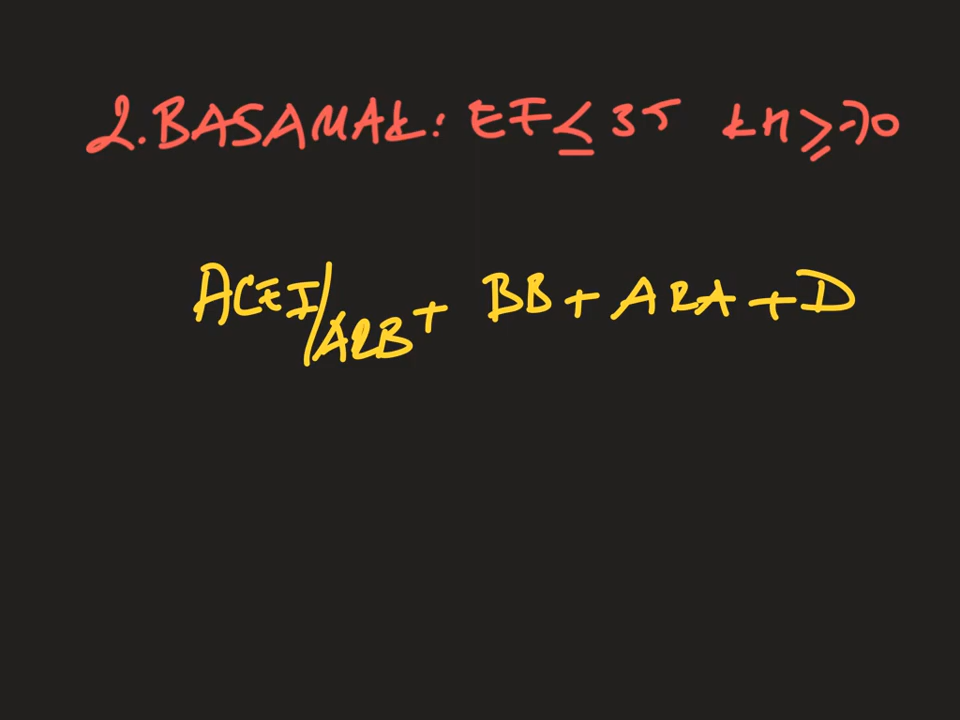 2.BASAMAK: EF ≤ 35 KH ≥ 70
ACEI/ARB + BB + ARA + D